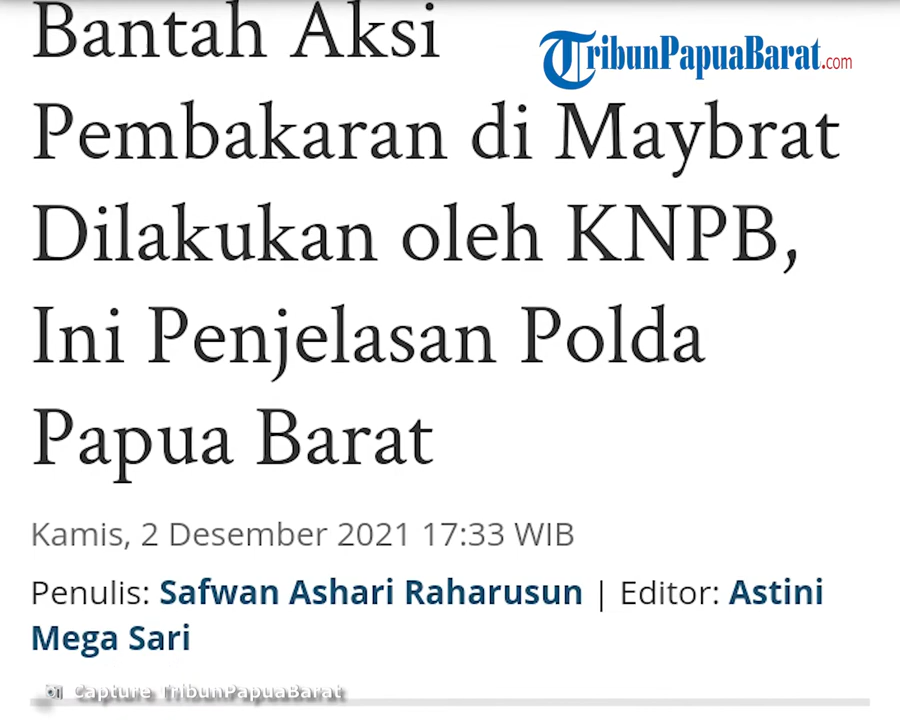 Bantah Aksi
TribunPapuaBarat.com
Pembakaran di Maybrat
Dilakukan oleh KNPB,
Ini Penjelasan Polda
Papua Barat
Kamis, 2 Desember 2021 17:33 WIB
Penulis: Safwan Ashari Raharusun | Editor: Astini
Mega Sari
Capture TribunPapuaBarat